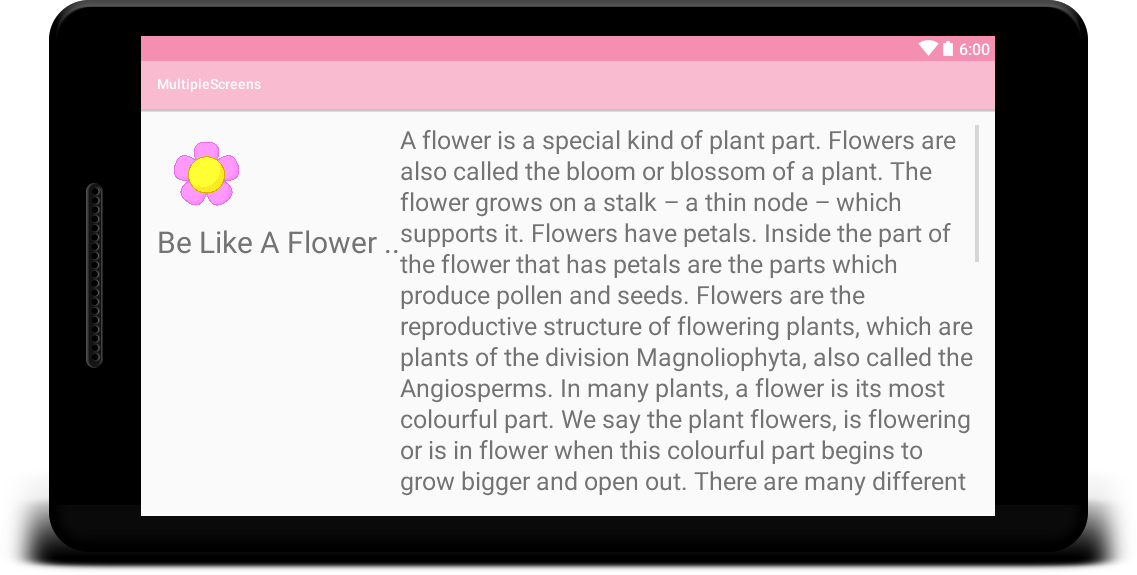 6:00
MultipleScreens
Be Like A Flower ..
A flower is a special kind of plant part. Flowers are
also called the bloom or blossom of a plant. The
flower grows on a stalk – a thin node – which
supports it. Flowers have petals. Inside the part of
the flower that has petals are the parts which
produce pollen and seeds. Flowers are the
reproductive structure of flowering plants, which are
plants of the division Magnoliophyta, also called the
Angiosperms. In many plants, a flower is its most
colourful part. We say the plant flowers, is flowering
or is in flower when this colourful part begins to
grow bigger and open out. There are many different